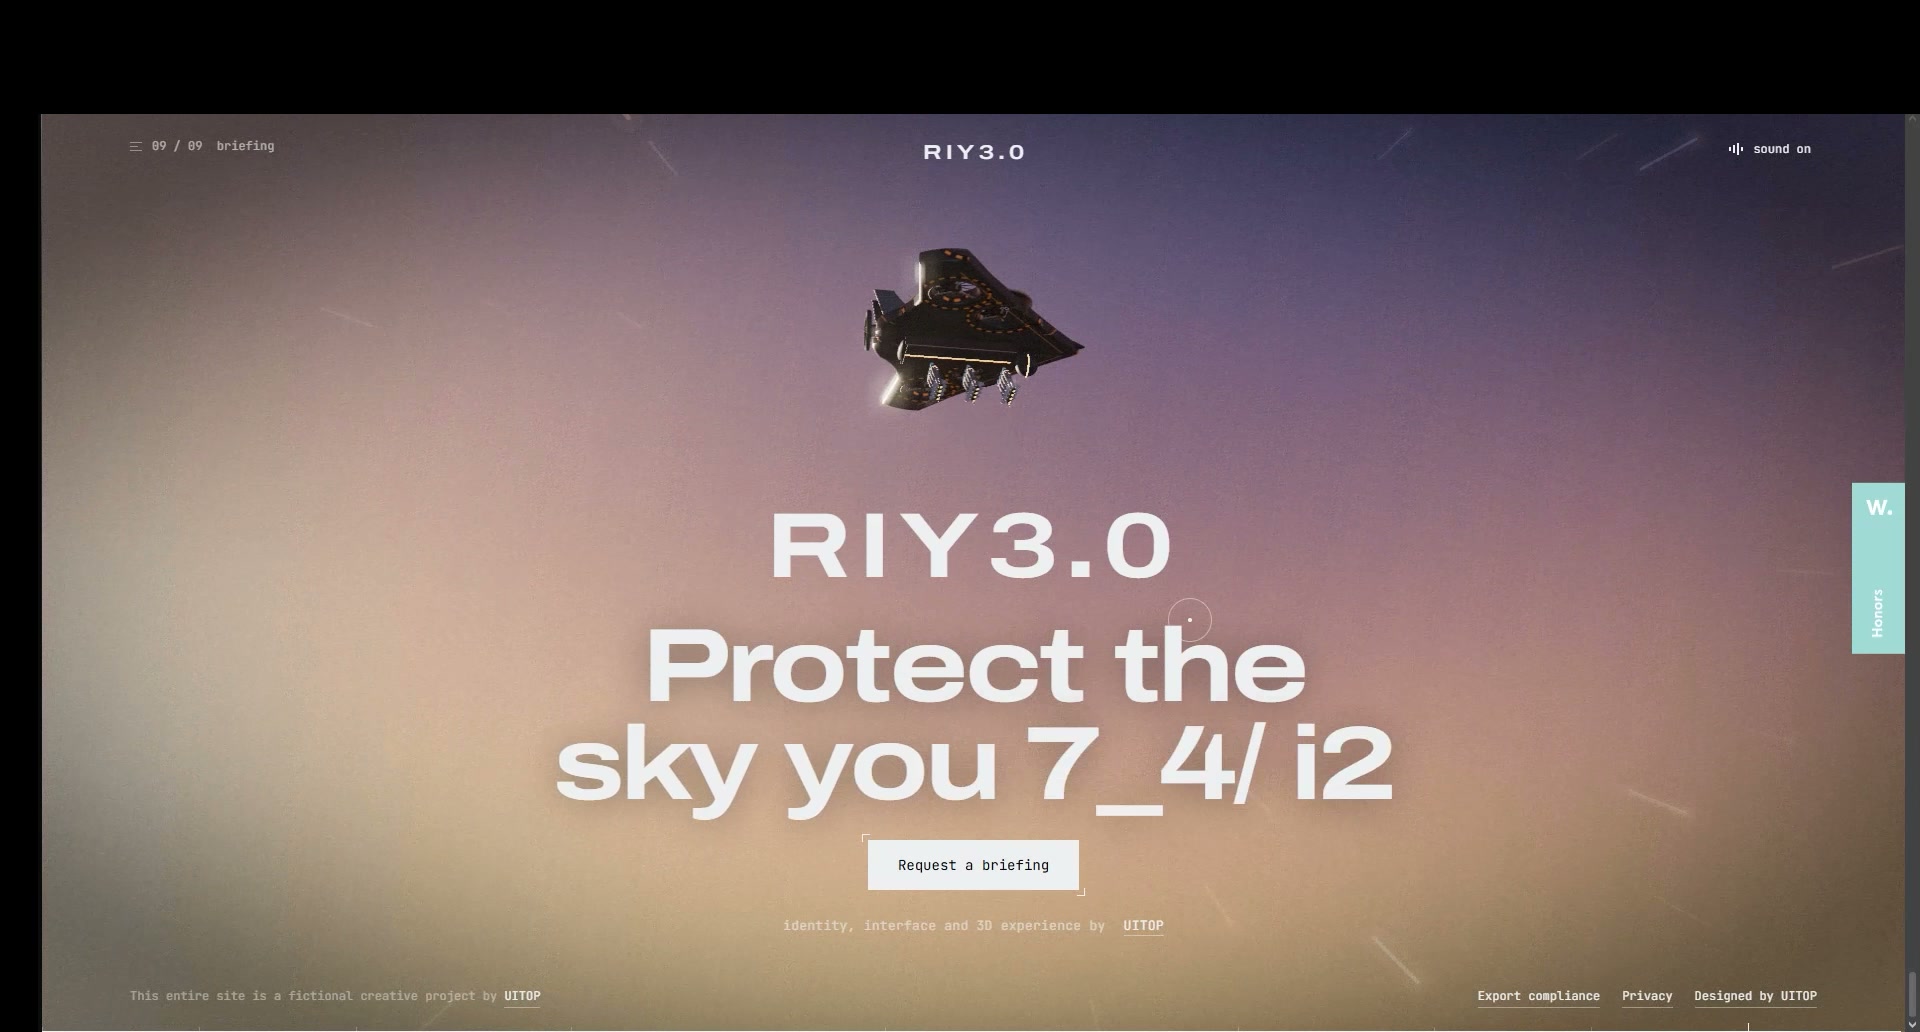 09 / 09 briefing
RIY3.0
sound on
W.
Honors
RIY3.0
Protect the
sky you 7_4/ i2
Request a briefing
identity, interface and 3D experience by UITOP
This entire site is a fictional creative project by UITOP
Export compliance Privacy Designed by UITOP